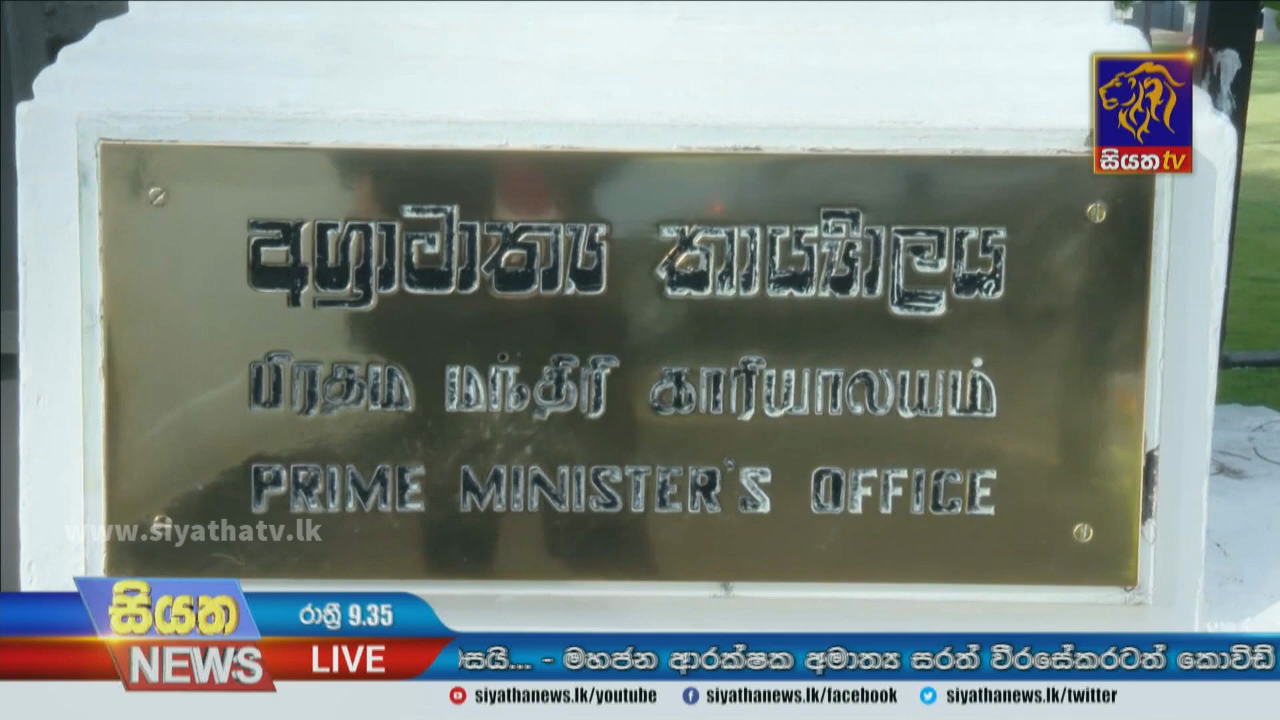 සියත tv
අග්‍රාමාත්‍ය කාර්‍ය්‍යාලය
பிரதம மந்திரி காரியாலயம்
PRIME MINISTER'S OFFICE
www.siyathatv.lk
සියත
NEWS
රාත්‍රී 9.35
LIVE
... - මහජන ආරක්ෂක අමාත්‍ය සරත් වීරසේකරටත් කොවිඩ්
siyathanews.lk/youtube
siyathanews.lk/facebook
siyathanews.lk/twitter